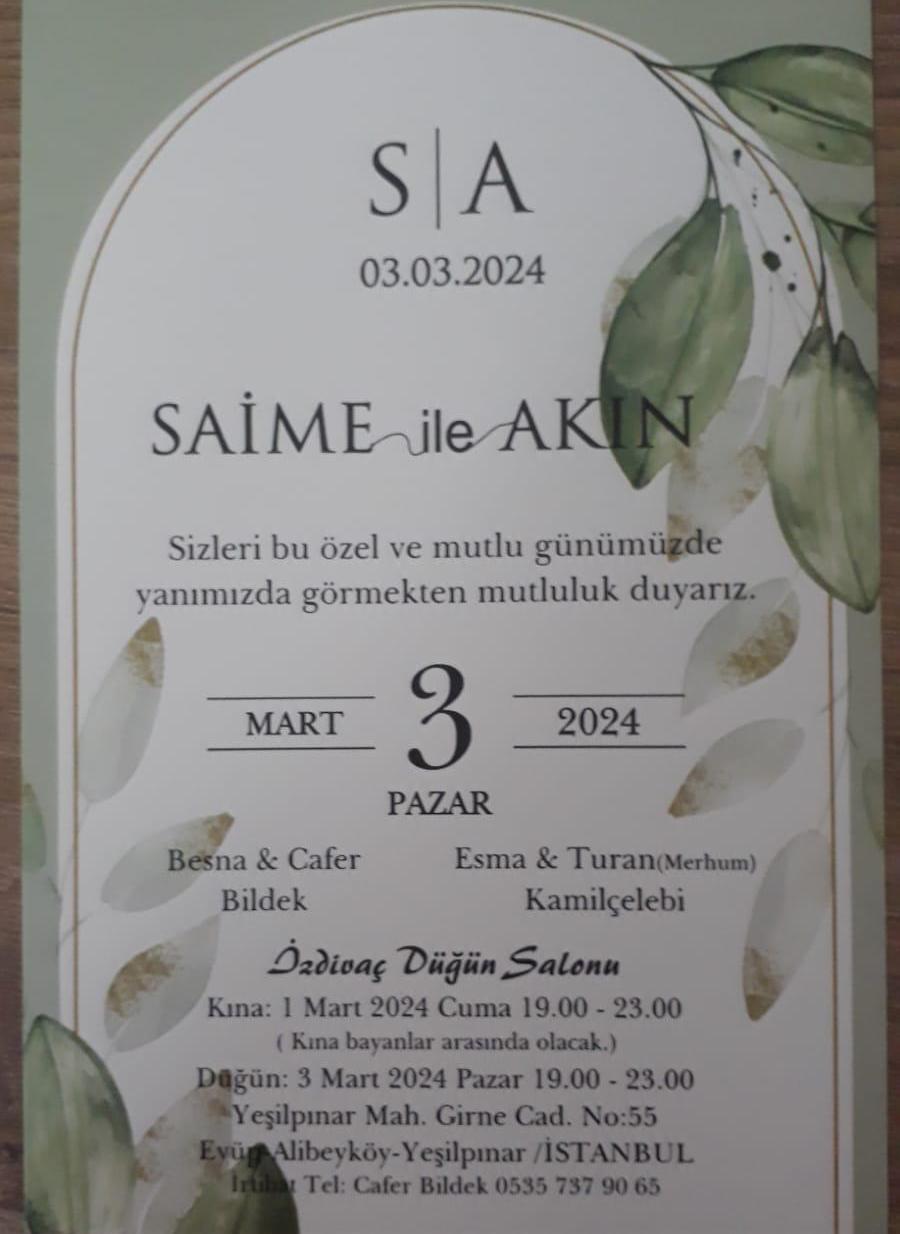 S|A
03.03.2024
SAİME ile AKIN
Sizleri bu özel ve mutlu günümüzde
yanımızda görmekten mutluluk duyarız.
MART 3 2024
PAZAR
Besna & Cafer Esma & Turan(Merhum)
Bildek Kamilçelebi
İzdivaç Düğün Salonu
Kına: 1 Mart 2024 Cuma 19.00 - 23.00
( Kına bayanlar arasında olacak.)
Düğün: 3 Mart 2024 Pazar 19.00 - 23.00
Yeşilpınar Mah. Girne Cad. No:55
Eyüp-Alibeyköy-Yeşilpınar /İSTANBUL
İrtibat Tel: Cafer Bildek 0535 737 90 65